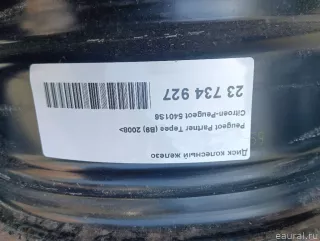 Диск колесный железо
Peugeot Partner Tepee (B9) 2008>
Citroen-Peugeot 5401S6
23 734 927
eaural.ru